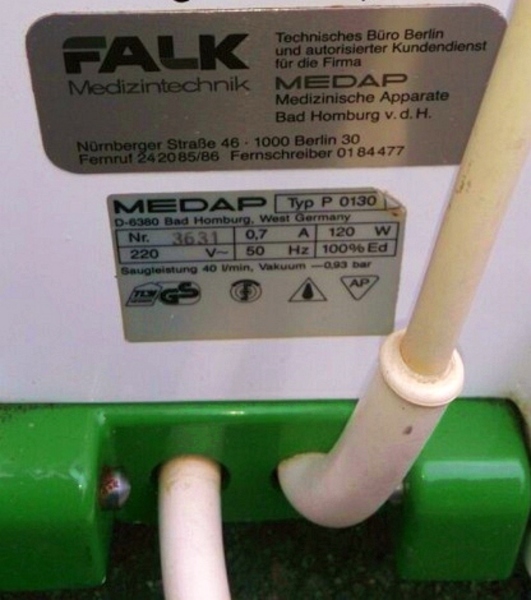 FALK
Medizintechnik
Technisches Büro Berlin
und autorisierter Kundendienst
für die Firma
MEDAP
Medizinische Apparate
Bad Homburg v. d. H.
Nürnberger Straße 46 · 1000 Berlin 30
Fernruf 24 20 85/86 Fernschreiber 01 84 477
MEDAP Typ P 0130
D-6380 Bad Homburg, West Germany
Nr. 3631 0,7 A 120 W
220 V~ 50 Hz 100% Ed
Saugleistung 40 l/min, Vakuum —0,93 bar
GS AP